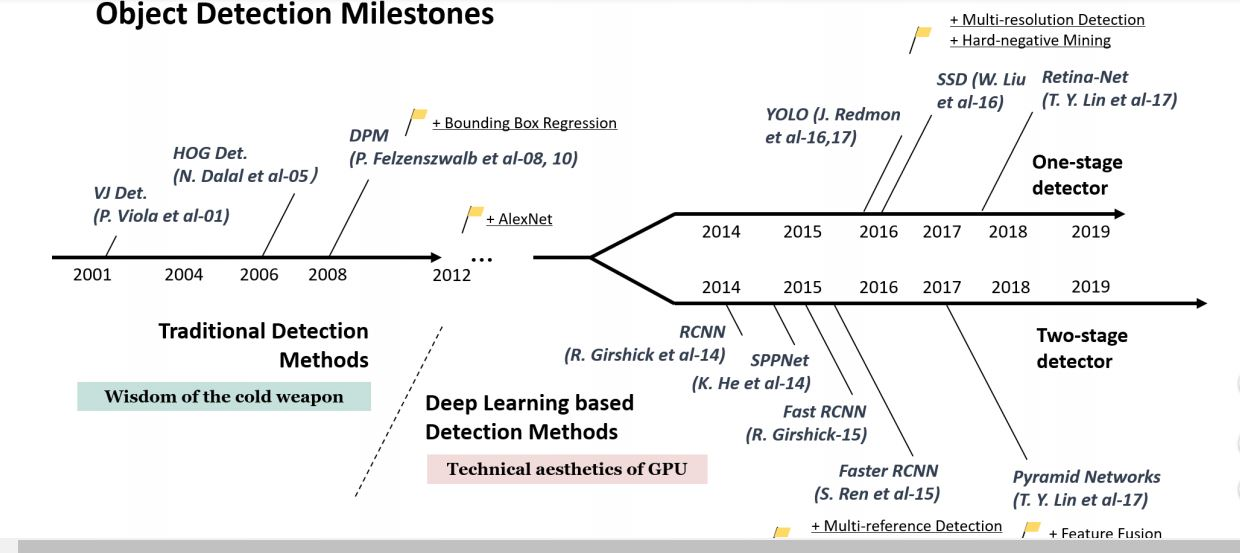 Object Detection Milestones
+ Multi-resolution Detection
+ Hard-negative Mining
SSD (W. Liu
et al-16)
Retina-Net
(T. Y. Lin et al-17)
YOLO (J. Redmon
et al-16,17)
+ Bounding Box Regression
DPM
(P. Felzenszwalb et al-08, 10)
HOG Det.
(N. Dalal et al-05)
VJ Det.
(P. Viola et al-01)
One-stage
detector
+ AlexNet
2014 2015 2016 2017 2018 2019
...
2001 2004 2006 2008 2012
2014 2015 2016 2017 2018 2019
Traditional Detection
Methods
Wisdom of the cold weapon
RCNN
(R. Girshick et al-14)
SPPNet
(K. He et al-14)
Two-stage
detector
Deep Learning based
Detection Methods
Technical aesthetics of GPU
Fast RCNN
(R. Girshick-15)
Faster RCNN
(S. Ren et al-15)
Pyramid Networks
(T. Y. Lin et al-17)
+ Multi-reference Detection
+ Feature Fusion